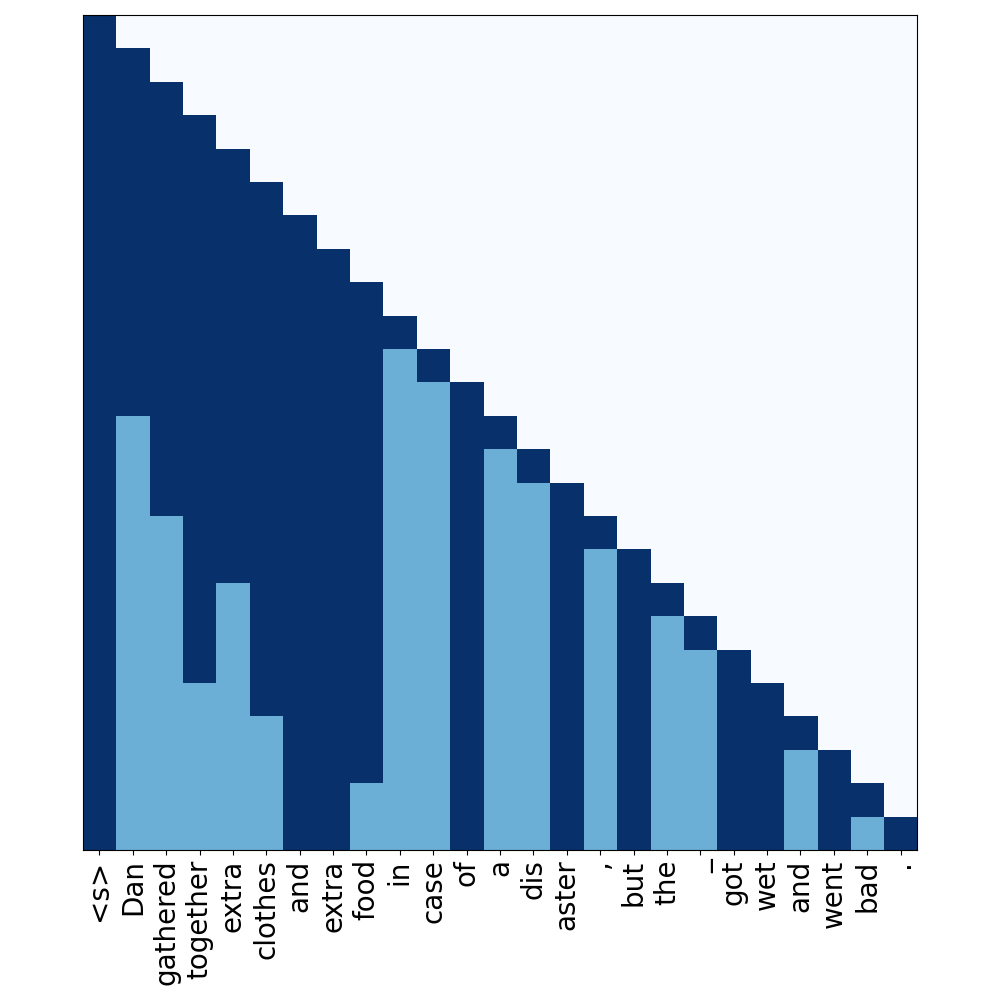 <s> Dan gathered together extra clothes and extra food in case of a dis aster , but the _ got wet and went bad .